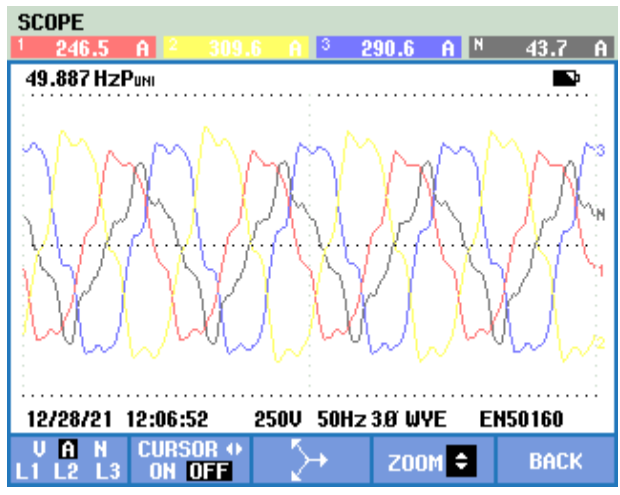 SCOPE
1 246.5 A 2 309.6 A 3 290.6 A N 43.7 A
49.887 HzPUNI
3
N
1
2
12/28/21 12:06:52 250V 50Hz 3.0̸ WYE EN50160
V A N CURSOR
L1 L2 L3 ON OFF ZOOM BACK